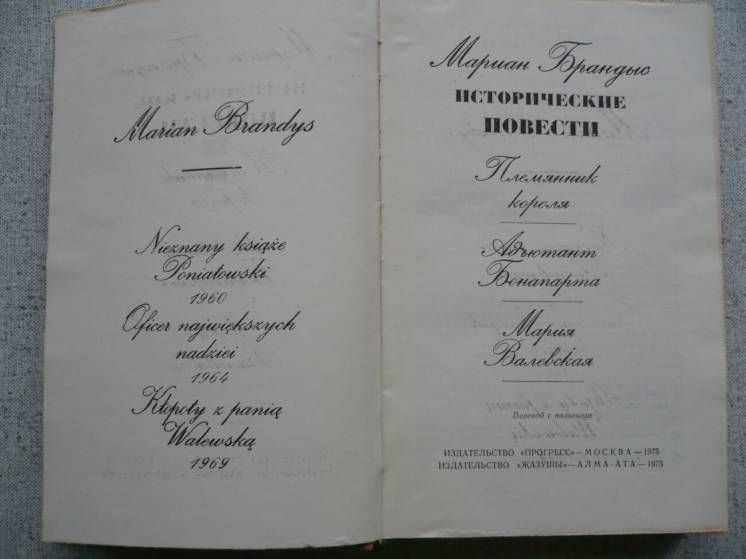 Marian Brandys
Nieznany książę
Poniatowski
1960
Oficer największych
nadziei
1964
Kłopoty z panią
Walewską
1969
Мариан Брандыс
ИСТОРИЧЕСКИЕ
ПОВЕСТИ
Племянник
короля
Адъютант
Бонапарта
Мария
Валевская
Перевод с польского
ИЗДАТЕЛЬСТВО «ПРОГРЕСС» — МОСКВА — 1975
ИЗДАТЕЛЬСТВО «ЖАЗУШЫ» — АЛМА-АТА — 1975